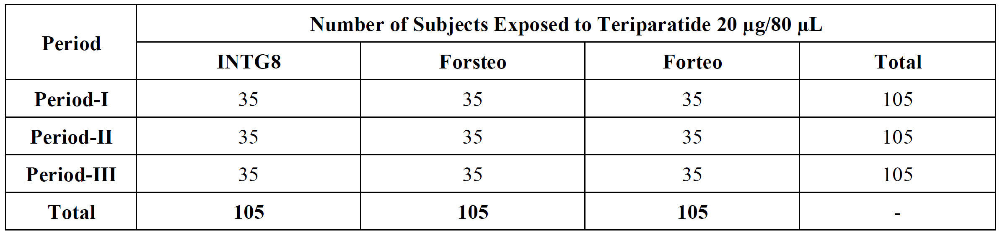 Period
Number of Subjects Exposed to Teriparatide 20 µg/80 µL
INTG8 Forsteo Forteo Total
Period-I 35 35 35 105
Period-II 35 35 35 105
Period-III 35 35 35 105
Total 105 105 105 -